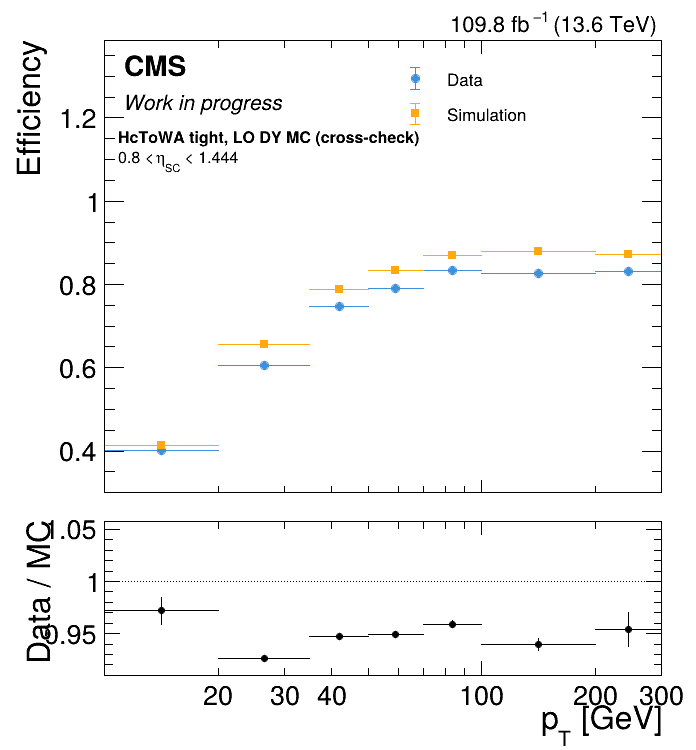 109.8 fb⁻¹ (13.6 TeV)
CMS
Work in progress
HcToWA tight, LO DY MC (cross-check)
0.8 < ηSC < 1.444
Data
Simulation
Efficiency
1.2
1
0.8
0.6
0.4
Data / MC
1.05
1
0.95
20 30 40 100 200 300
pT [GeV]